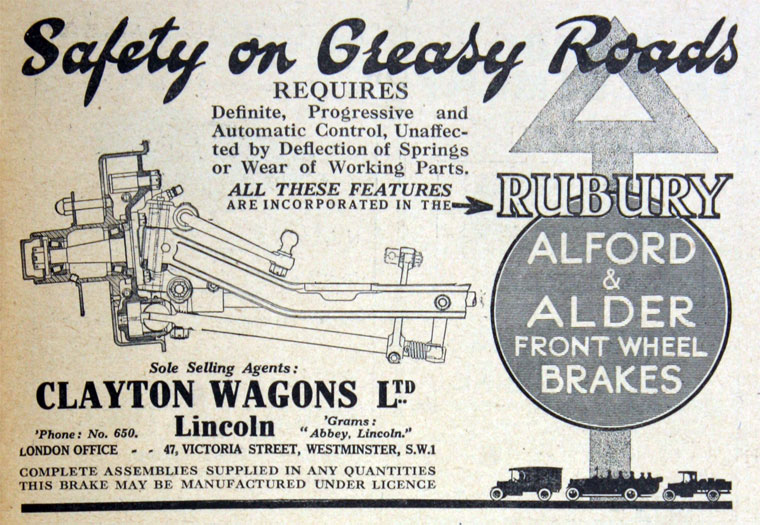 Safety on Greasy Roads
REQUIRES
Definite, Progressive and
Automatic Control, Unaffec-
ted by Deflection of Springs
or Wear of Working Parts.
ALL THESE FEATURES
ARE INCORPORATED IN THE
RUBURY
ALFORD
&
ALDER
FRONT WHEEL
BRAKES
Sole Selling Agents:
CLAYTON WAGONS LTD
'Phone: No. 650. Lincoln 'Grams: "Abbey, Lincoln."
LONDON OFFICE - - 47, VICTORIA STREET, WESTMINSTER, S.W.1
COMPLETE ASSEMBLIES SUPPLIED IN ANY QUANTITIES
THIS BRAKE MAY BE MANUFACTURED UNDER LICENCE